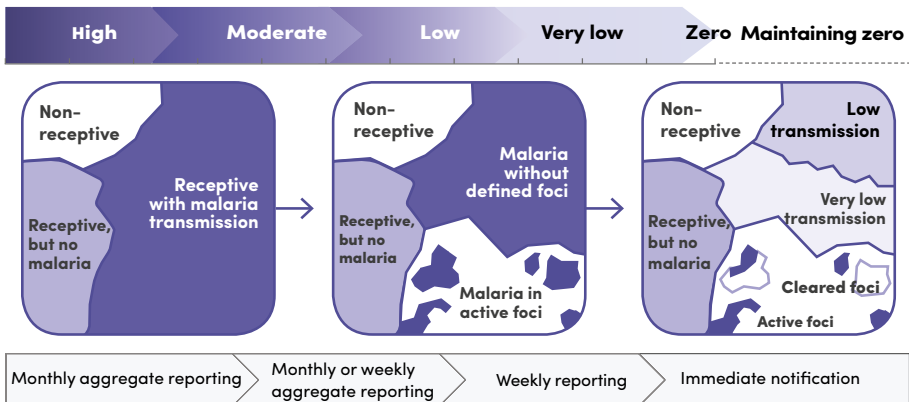 High
Moderate
Low
Very low
Zero
Maintaining zero
Non-
receptive
Receptive
with malaria
transmission
Receptive,
but no
malaria
Non-
receptive
Malaria
without
defined foci
Receptive,
but no
malaria
Malaria in
active foci
Non-
receptive
Low
transmission
Very low
transmission
Receptive,
but no
malaria
Cleared foci
Active foci
Monthly aggregate reporting
Monthly or weekly
aggregate reporting
Weekly reporting
Immediate notification